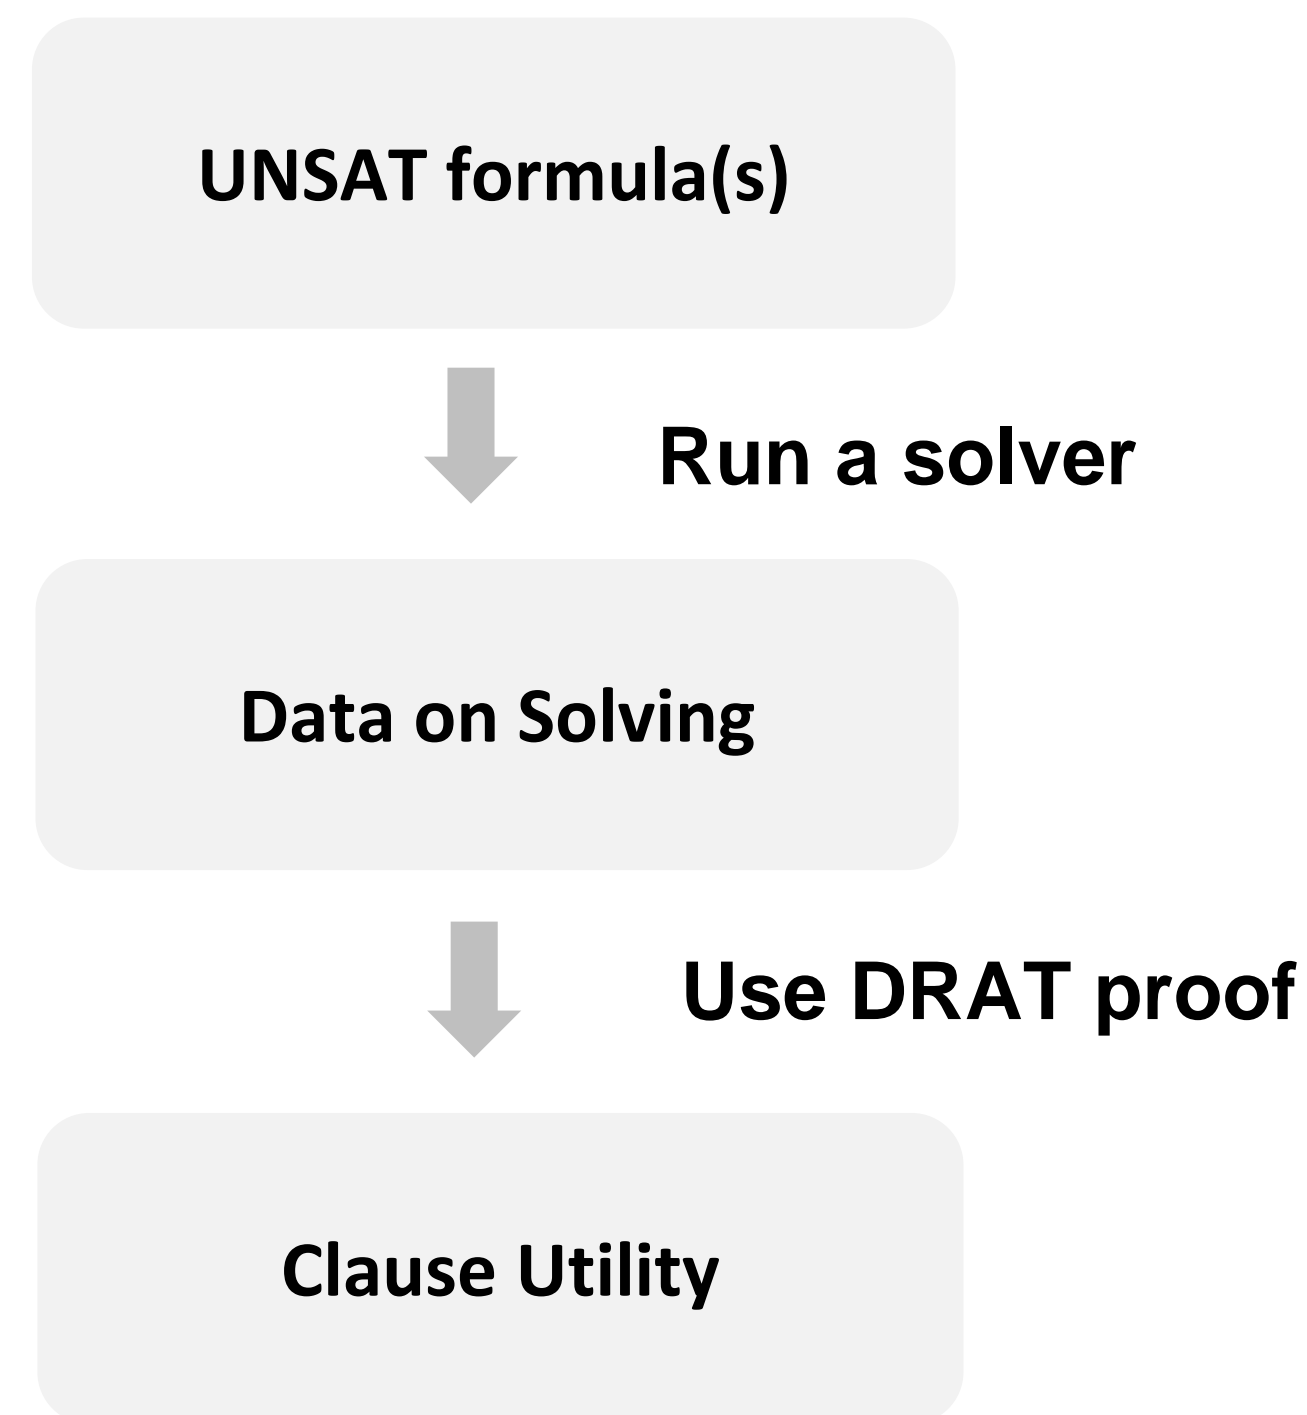 UNSAT formula(s)
Run a solver
Data on Solving
Use DRAT proof
Clause Utility